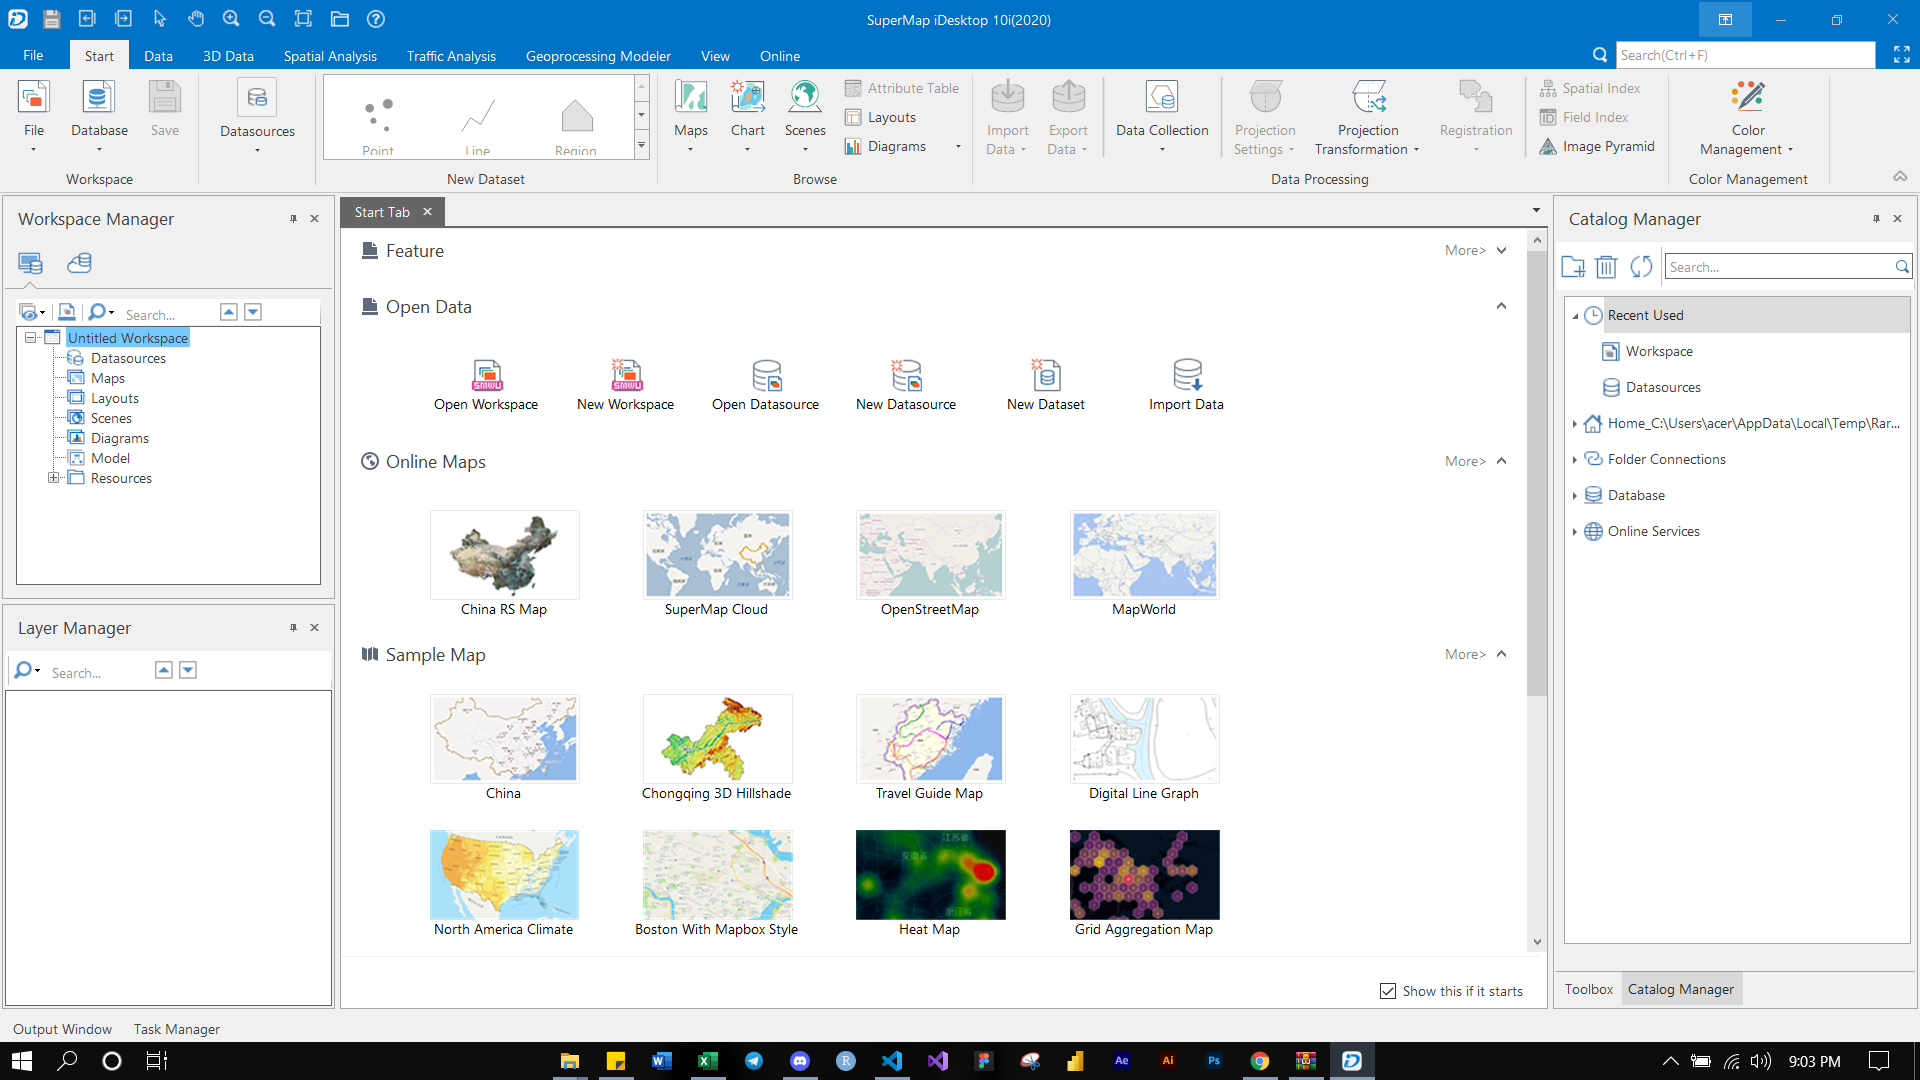 SuperMap iDesktop 10i(2020)
File
Start
Data
3D Data
Spatial Analysis
Traffic Analysis
Geoprocessing Modeler
View
Online
Search(Ctrl+F)
File
Database
Save
Workspace
Datasources
Point
Line
Region
New Dataset
Maps
Chart
Scenes
Attribute Table
Layouts
Diagrams
Browse
Import
Data
Export
Data
Data Collection
Projection
Settings
Projection
Transformation
Registration
Data Processing
Spatial Index
Field Index
Image Pyramid
Color
Management
Color Management
Workspace Manager
Search...
Untitled Workspace
Datasources
Maps
Layouts
Scenes
Diagrams
Model
Resources
Layer Manager
Search...
Start Tab
Feature
More>
Open Data
SMWU
Open Workspace
SMWU
New Workspace
Open Datasource
New Datasource
New Dataset
Import Data
Online Maps
More>
China RS Map
SuperMap Cloud
OpenStreetMap
MapWorld
Sample Map
More>
China
Chongqing 3D Hillshade
Travel Guide Map
Digital Line Graph
North America Climate
Boston With Mapbox Style
Heat Map
Grid Aggregation Map
Show this if it starts
Catalog Manager
Search...
Recent Used
Workspace
Datasources
Home_C:\Users\acer\AppData\Local\Temp\Rar...
Folder Connections
Database
Online Services
Toolbox
Catalog Manager
Output Window
Task Manager
Ae
Ai
Ps
9:03 PM